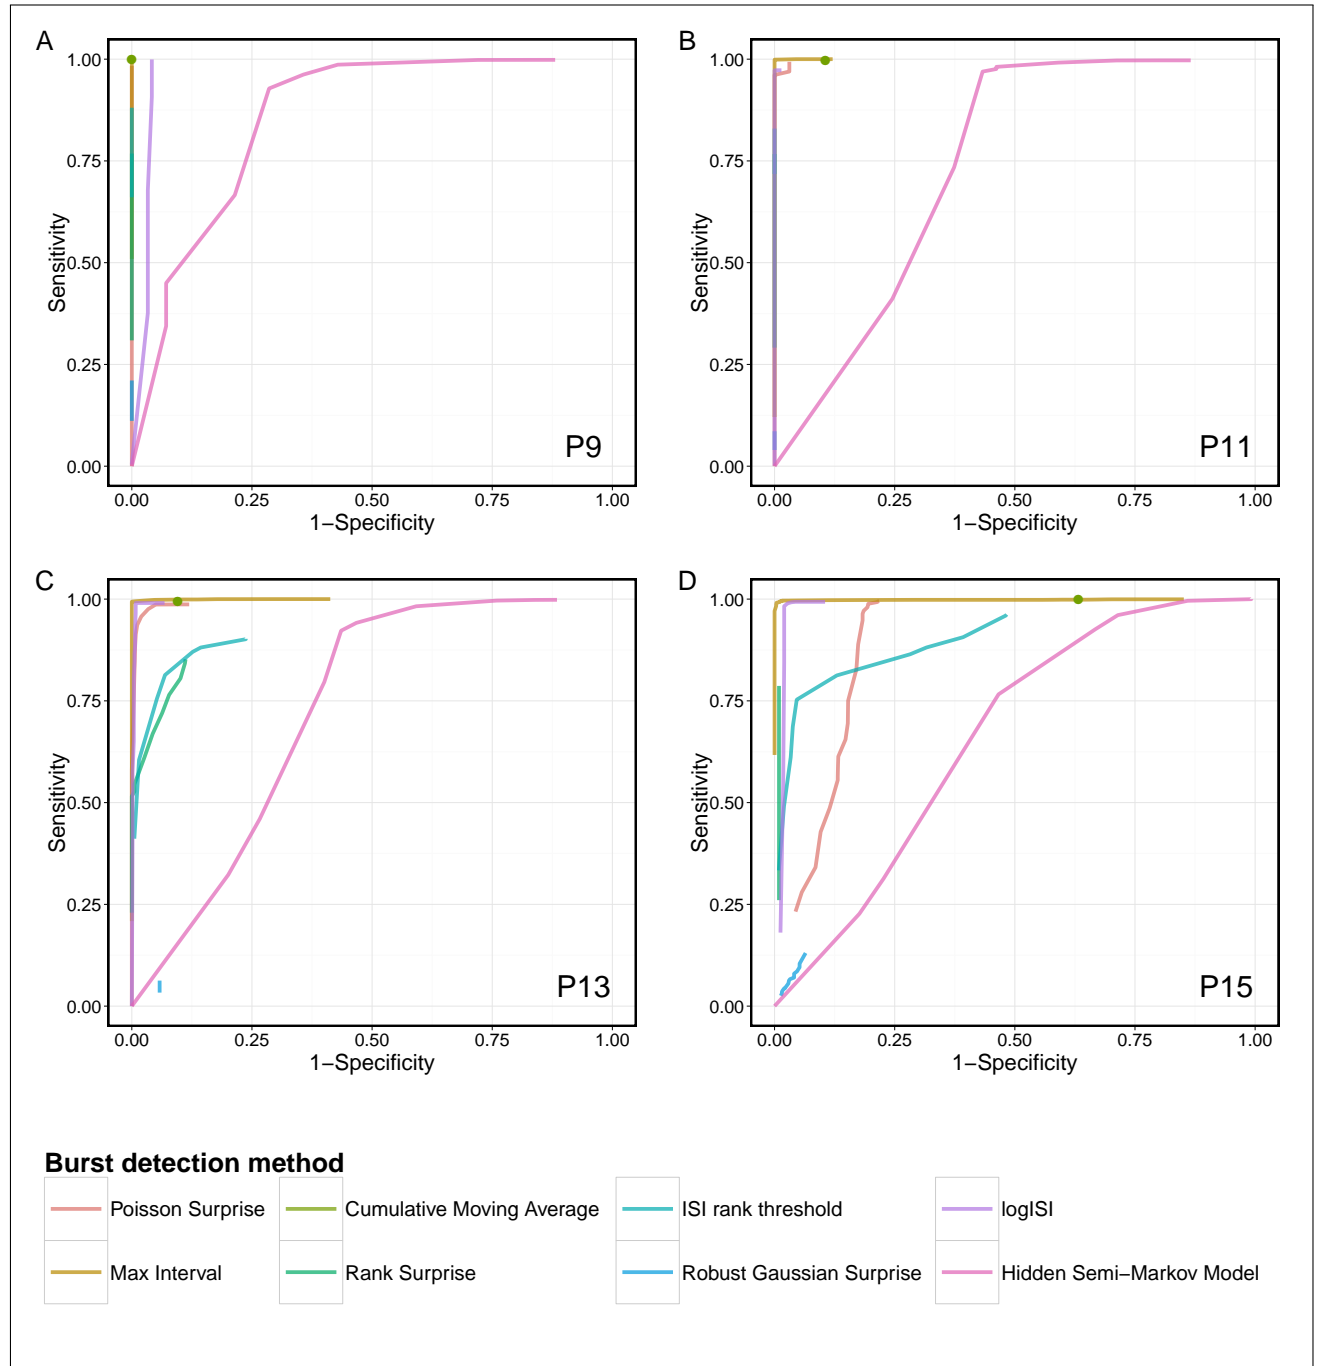 A
1.00
0.75
0.50
0.25
0.00
Sensitivity
0.00 0.25 0.50 0.75 1.00
1−Specificity
P9
B
1.00
0.75
0.50
0.25
0.00
Sensitivity
0.00 0.25 0.50 0.75 1.00
1−Specificity
P11
C
1.00
0.75
0.50
0.25
0.00
Sensitivity
0.00 0.25 0.50 0.75 1.00
1−Specificity
P13
D
1.00
0.75
0.50
0.25
0.00
Sensitivity
0.00 0.25 0.50 0.75 1.00
1−Specificity
P15
Burst detection method
Poisson Surprise Cumulative Moving Average ISI rank threshold logISI
Max Interval Rank Surprise Robust Gaussian Surprise Hidden Semi−Markov Model